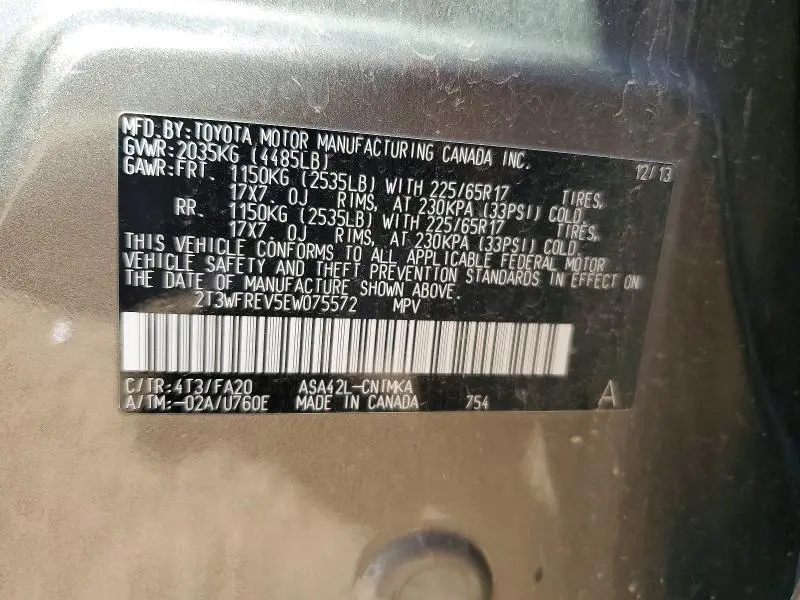 MFD.BY:TOYOTA MOTOR MANUFACTURING CANADA INC.
GVWR:2035KG (4485LB) 12/13
GAWR:FRT. 1150KG (2535LB) WITH 225/65R17 TIRES,
17X7.0J RIMS, AT 230KPA (33PSI) COLD.
RR. 1150KG (2535LB) WITH 225/65R17 TIRES,
17X7.0J RIMS, AT 230KPA (33PSI) COLD.
THIS VEHICLE CONFORMS TO ALL APPLICABLE FEDERAL MOTOR
VEHICLE SAFETY AND THEFT PREVENTION STANDARDS IN EFFECT ON
THE DATE OF MANUFACTURE SHOWN ABOVE.
2T3WFREV5EW075572 MPV
C/TR:4T3/FA20 ASA42L-CNTMKA
A/TM:-02A/U760E MADE IN CANADA 754 A